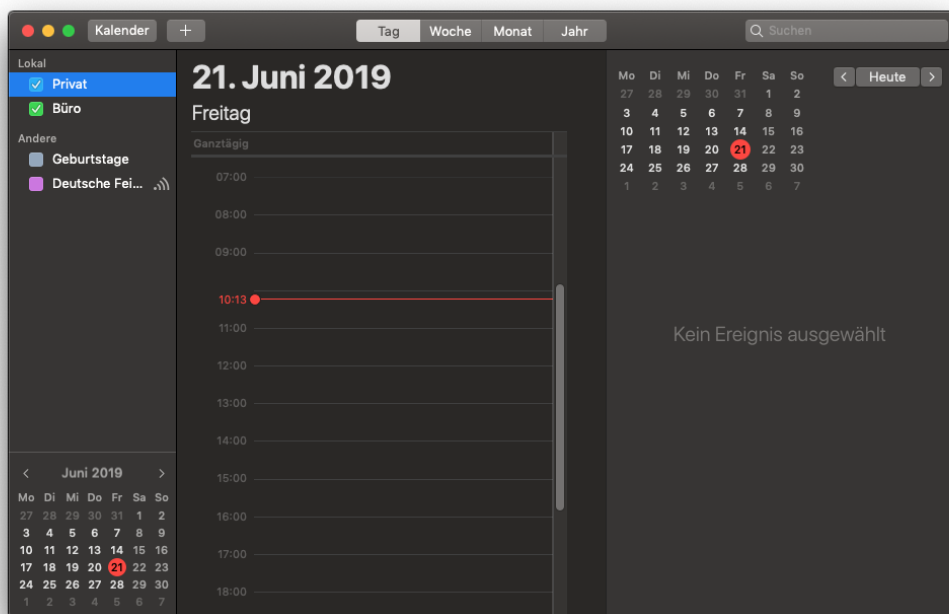 Kalender + Tag Woche Monat Jahr Suchen
Lokal
Privat
Büro
Andere
Geburtstage
Deutsche Fei...
Juni 2019
Mo Di Mi Do Fr Sa So
27 28 29 30 31 1 2
3 4 5 6 7 8 9
10 11 12 13 14 15 16
17 18 19 20 21 22 23
24 25 26 27 28 29 30
1 2 3 4 5 6 7
21. Juni 2019
Freitag
Ganztägig
07:00
08:00
09:00
10:13
11:00
12:00
13:00
14:00
15:00
16:00
17:00
18:00
Mo Di Mi Do Fr Sa So
27 28 29 30 31 1 2
3 4 5 6 7 8 9
10 11 12 13 14 15 16
17 18 19 20 21 22 23
24 25 26 27 28 29 30
1 2 3 4 5 6 7
< Heute >
Kein Ereignis ausgewählt